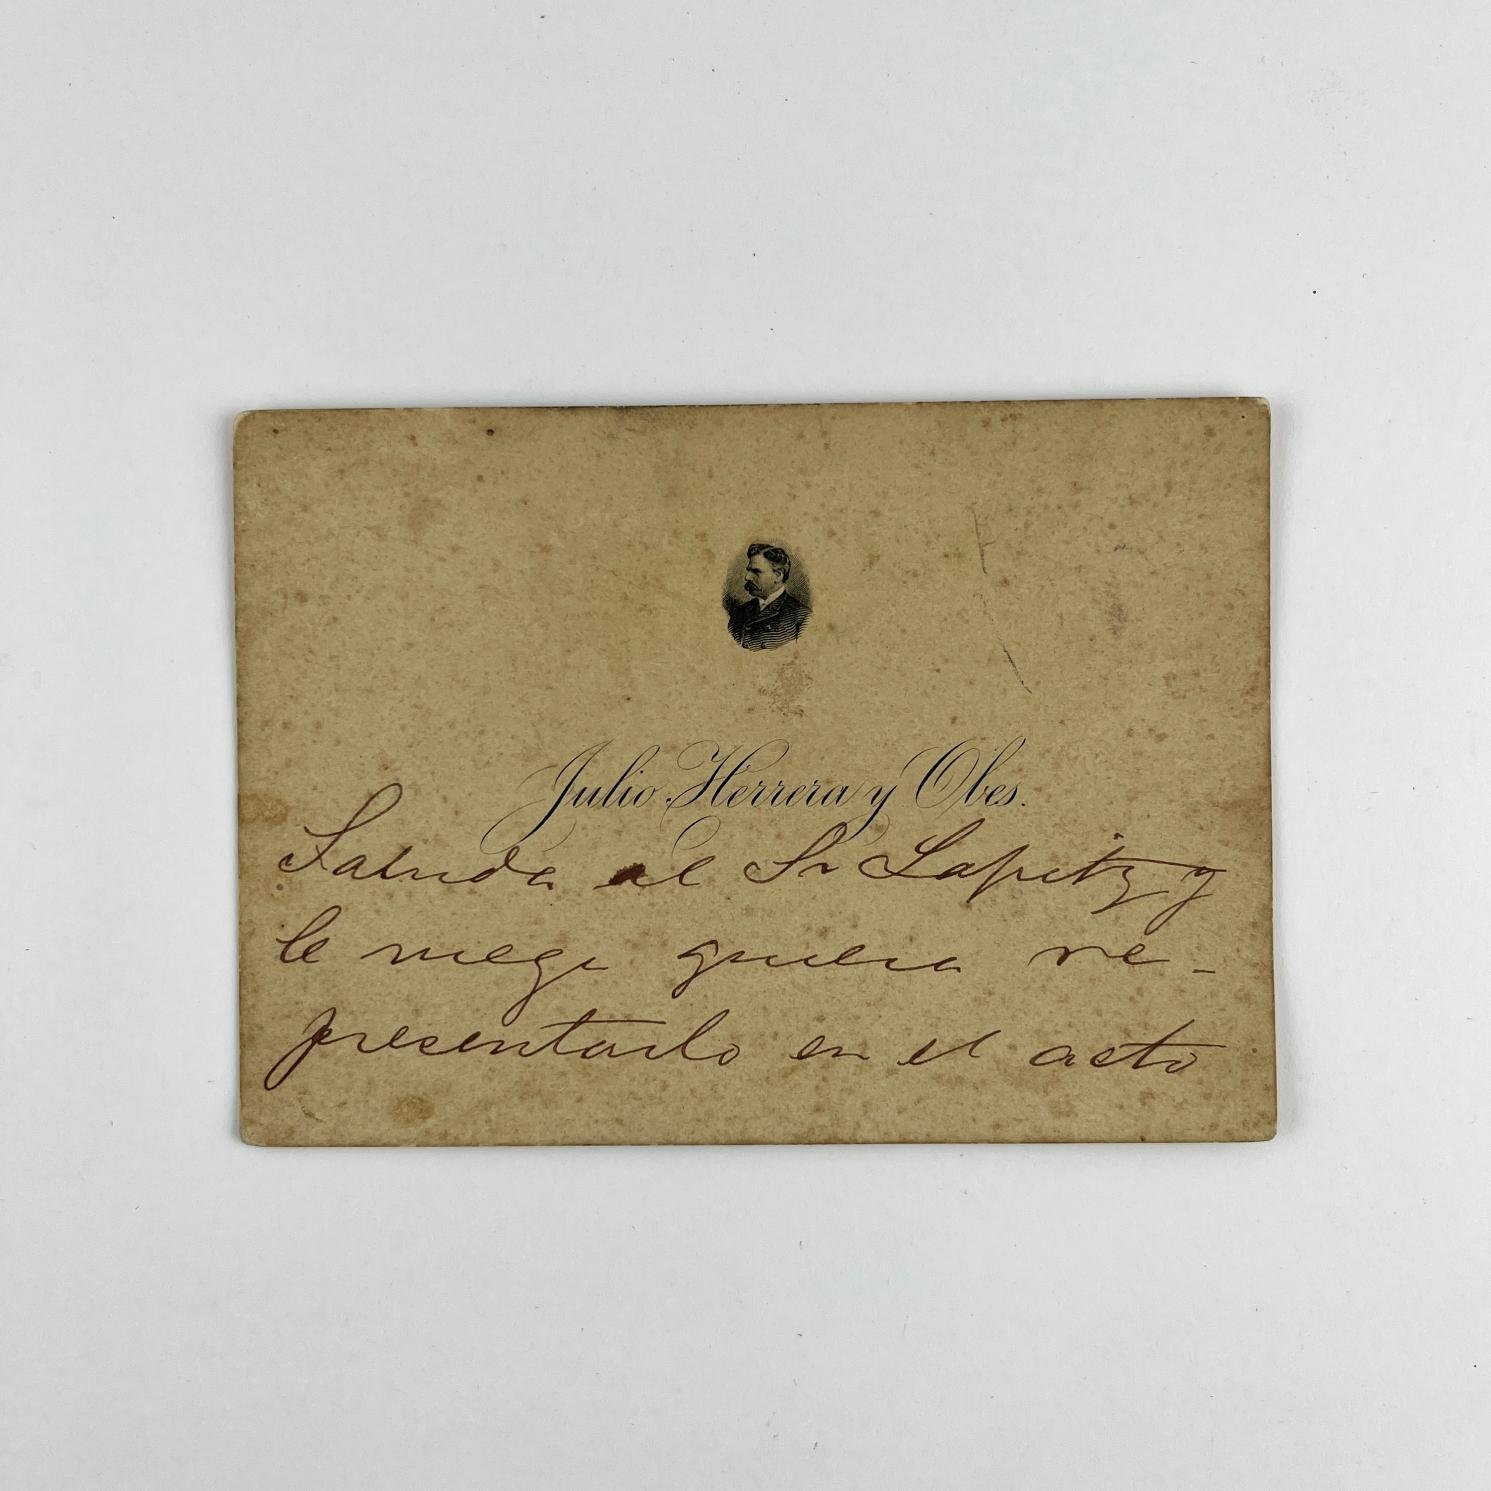 Julio Herrera y Obes.
Saluda al Sr Lapitz y
le ruega quiera re-
presentarlo en el acto